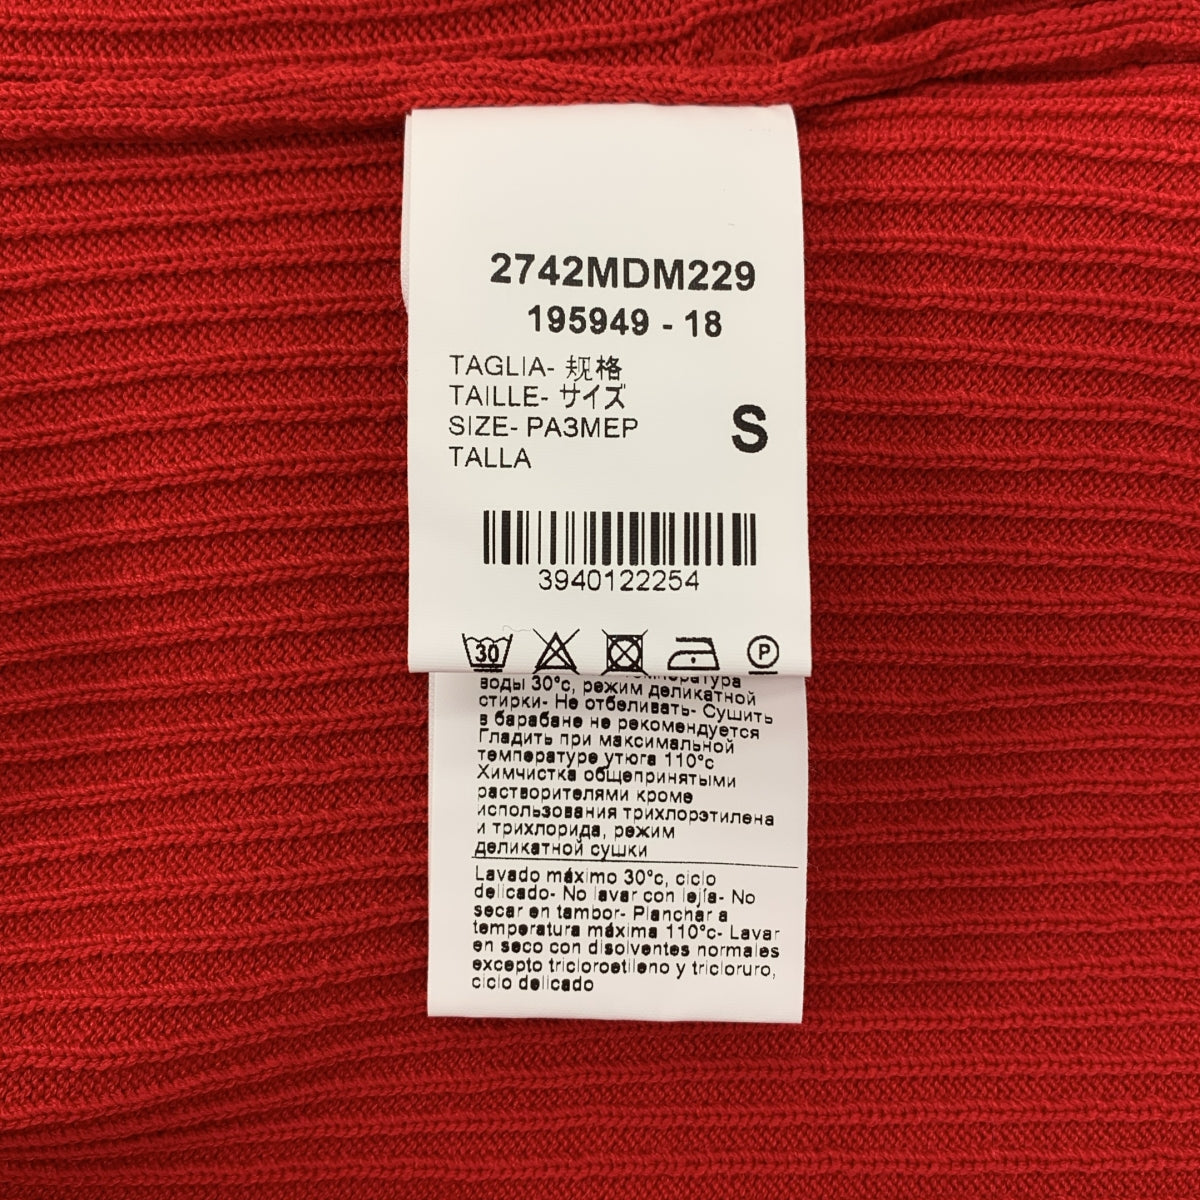 2742MDM229
195949 - 18
TAGLIA- 规格
TAILLE- サイズ
SIZE- РАЗМЕР
TALLA
S
3940122254
30
P
воды 30°c, режим деликатной
стирки- Не отбеливать- Сушить
в барабане не рекомендуется
Гладить при максимальной
температуре утюга 110°c
Химчистка общепринятыми
растворителями кроме
использования трихлорэтилена
и трихлорида, режим
деликатной сушки
Lavado máximo 30°c, ciclo
delicado- No lavar con lejía- No
secar en tambor- Planchar a
temperatura máxima 110°c- Lavar
en seco con disolventes normales
excepto tricloroetileno y tricloruro,
ciclo delicado